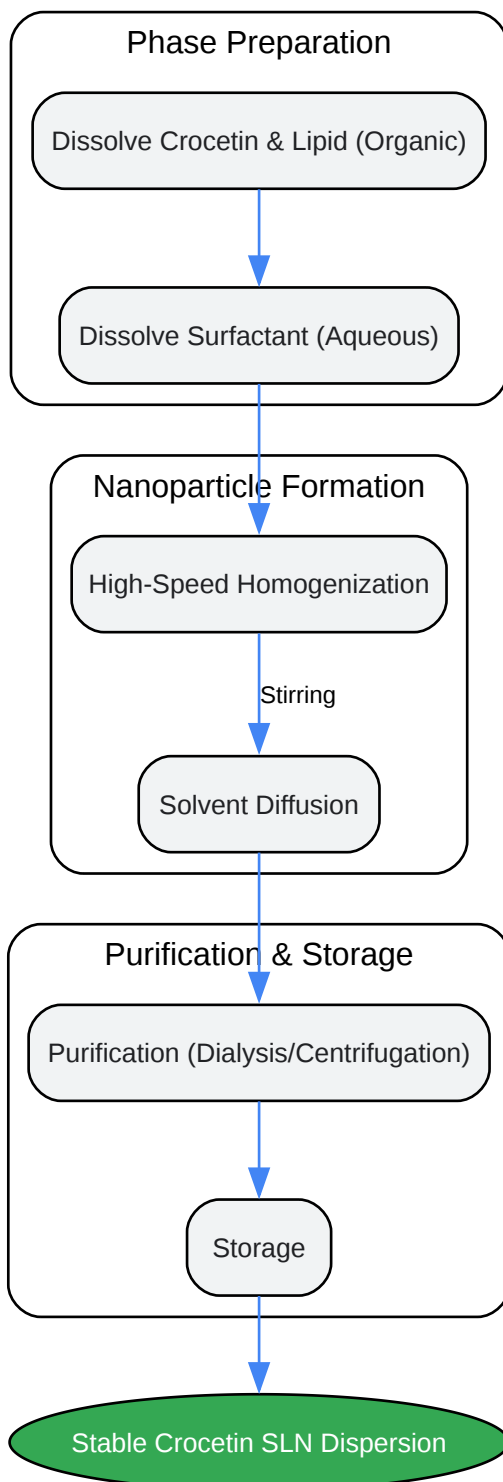 Phase Preparation
Dissolve Crocetin & Lipid (Organic)
Dissolve Surfactant (Aqueous)
Nanoparticle Formation
High-Speed Homogenization
Stirring
Solvent Diffusion
Purification & Storage
Purification (Dialysis/Centrifugation)
Storage
Stable Crocetin SLN Dispersion